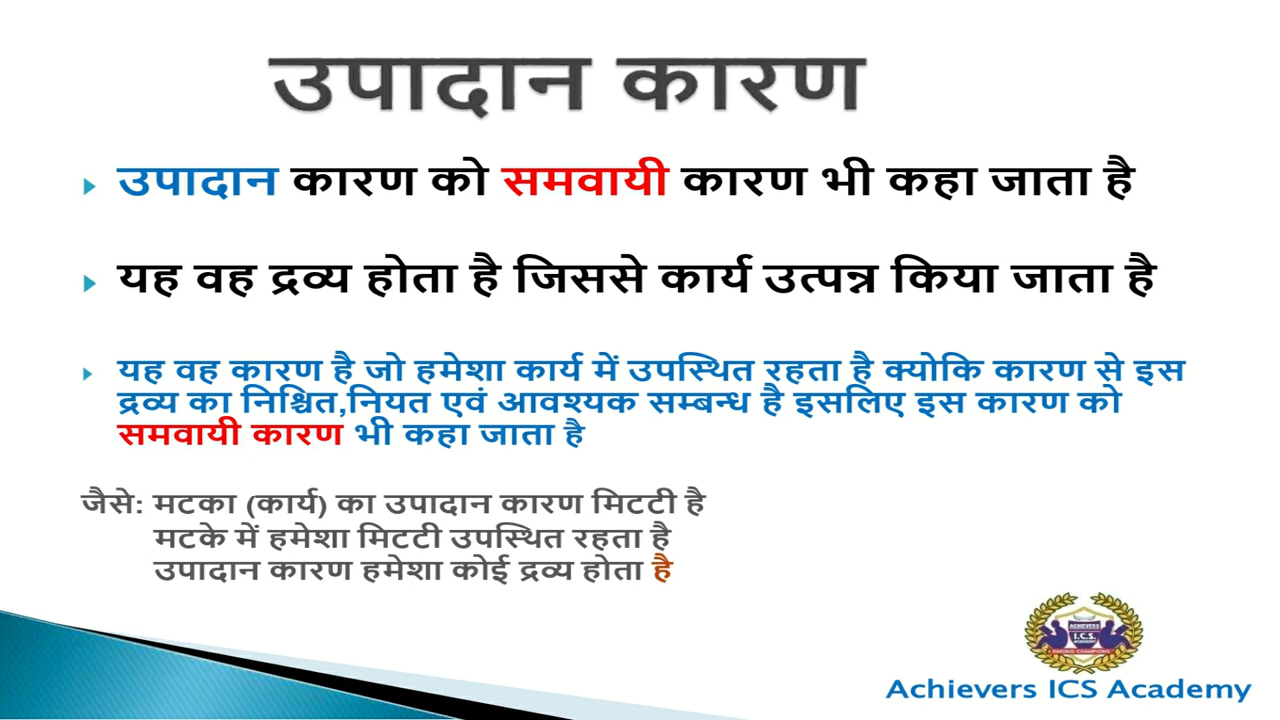 उपादान कारण
उपादान कारण को समवायी कारण भी कहा जाता है
यह वह द्रव्य होता है जिससे कार्य उत्पन्न किया जाता है
यह वह कारण है जो हमेशा कार्य में उपस्थित रहता है क्योकि कारण से इस
द्रव्य का निश्चित,नियत एवं आवश्यक सम्बन्ध है इसलिए इस कारण को
समवायी कारण भी कहा जाता है
जैसे: मटका (कार्य) का उपादान कारण मिटटी है
मटके में हमेशा मिटटी उपस्थित रहता है
उपादान कारण हमेशा कोई द्रव्य होता है
ACHIEVERS
I.C.S.
ACADEMY
Achievers ICS Academy